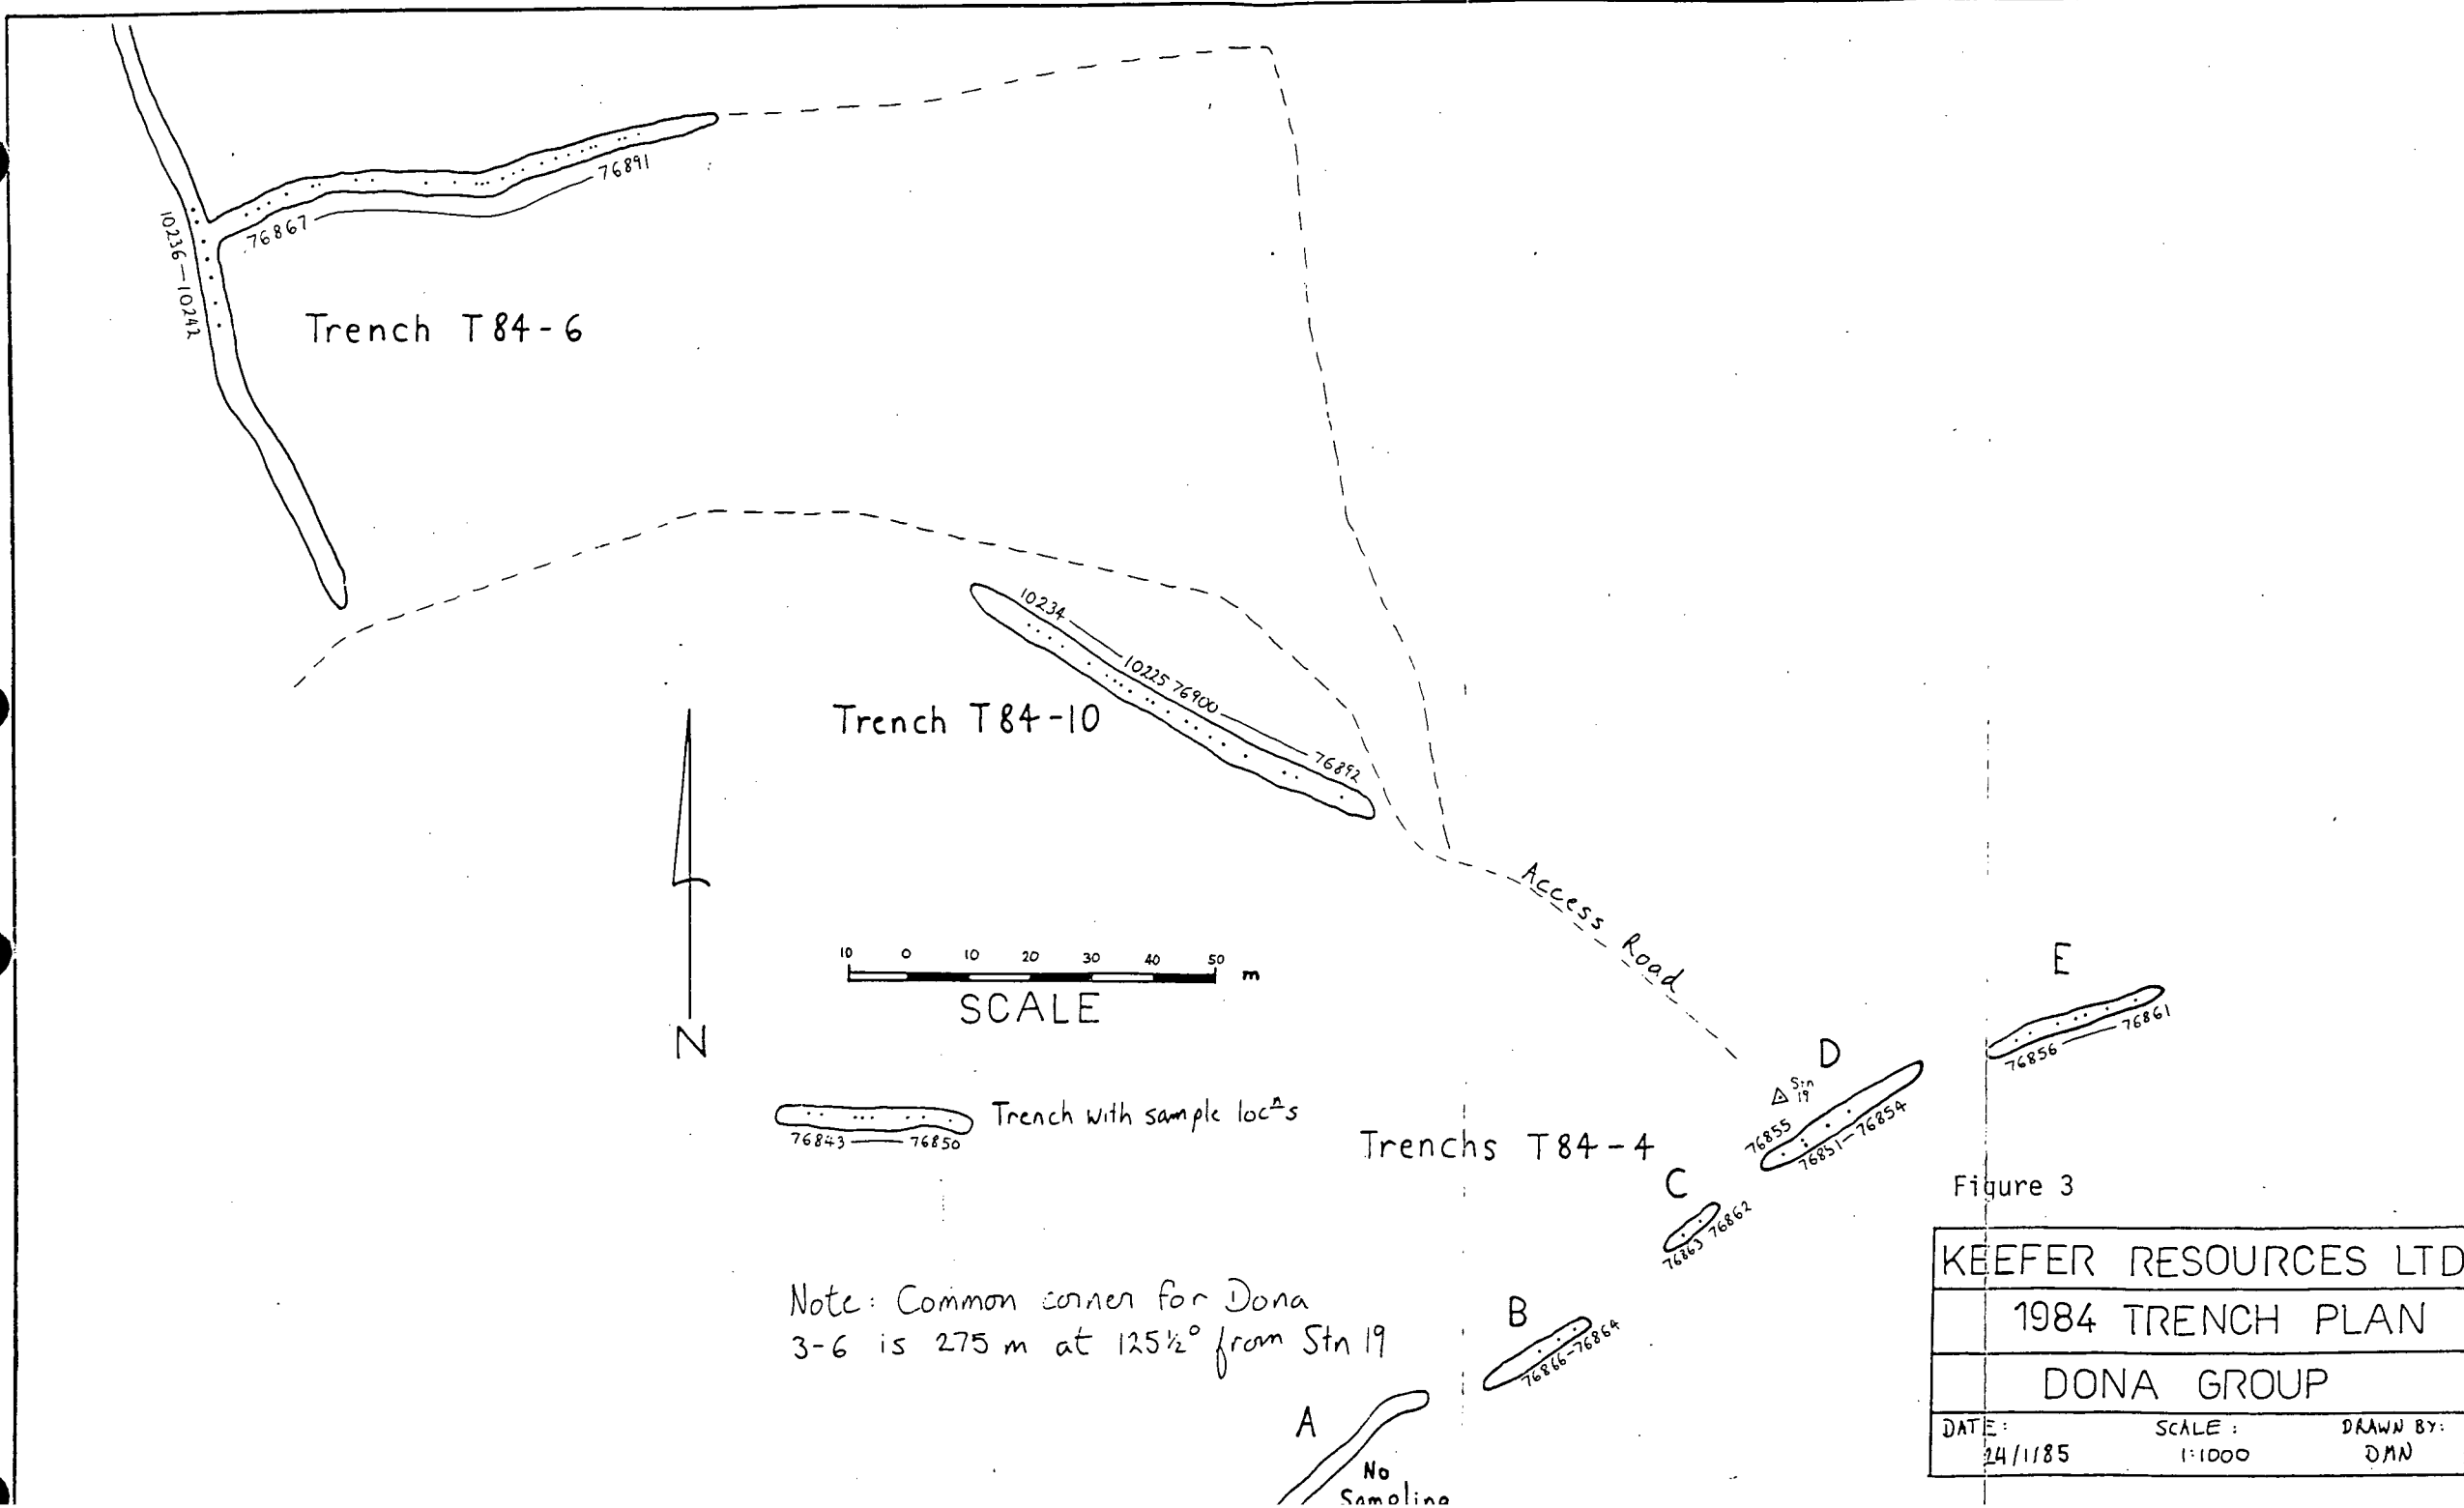 76891
76867
10236-10242
Trench T84-6
10234
10225 76900
76892
Trench T84-10
Access Road
N
10 0 10 20 30 40 50 m
SCALE
76843 76850
Trench with sample locⁿs
E
76856 76861
D
Stn
19
76855
76851-76854
Trenchs T84-4
C
76863 76862
B
76866-76864
A
No
Sampling
Note: Common corner for Dona
3-6 is 275 m at 125½° from Stn 19
Figure 3
KEEFER RESOURCES LTD
1984 TRENCH PLAN
DONA GROUP
DATE: SCALE: DRAWN BY:
24/1/85 1:1000 DMN